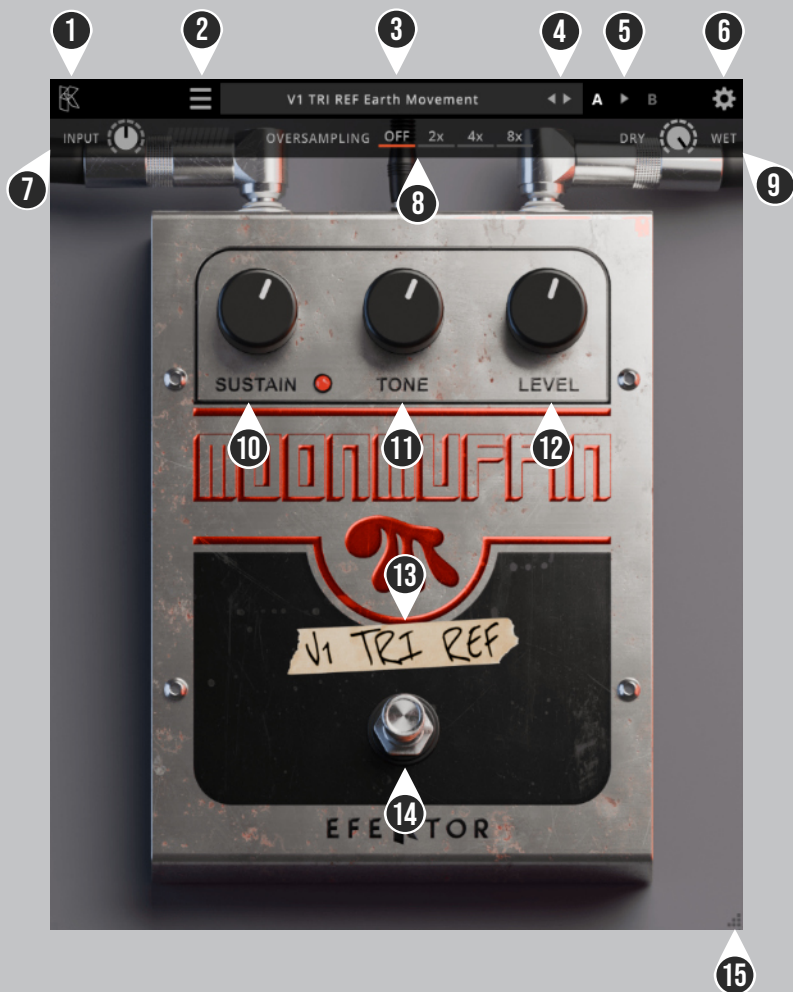 1 2 3 4 5 6
V1 TRI REF Earth Movement A B
INPUT OVERSAMPLING OFF 2x 4x 8x DRY WET
7 8 9
SUSTAIN TONE LEVEL
10 11 12
MOONMUFFIN
13
V1 TRI REF
14
EFEKTOR
15